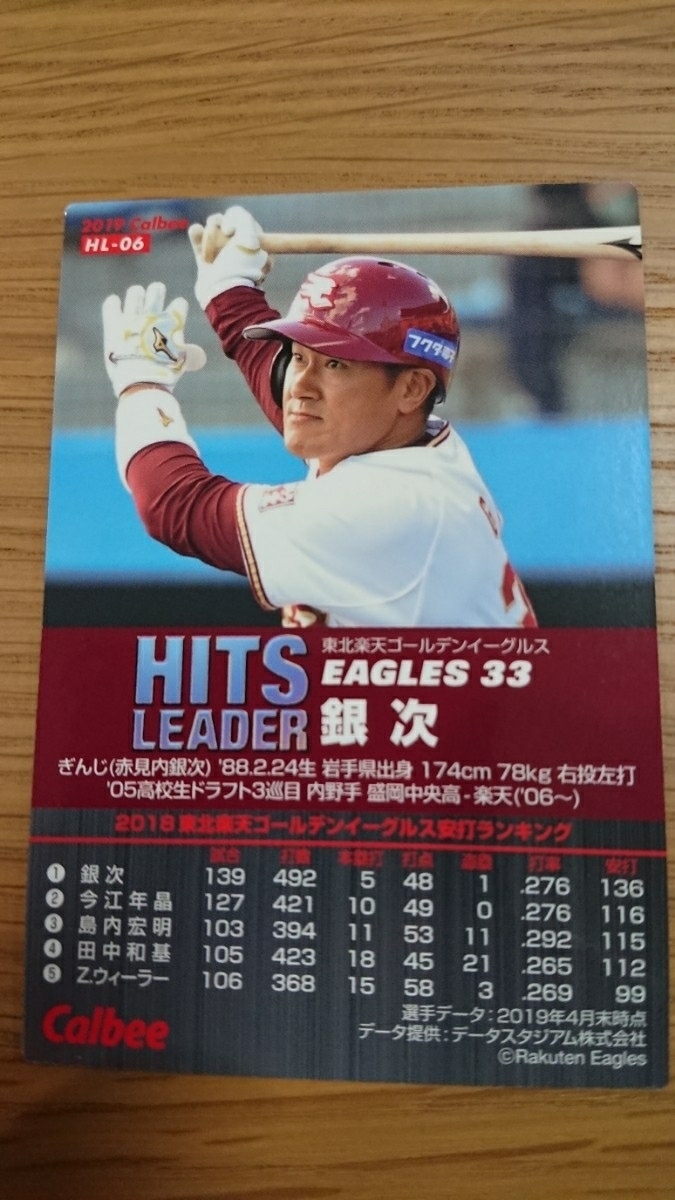 2019 Calbee
HL-06
フクダ電子
HITS
LEADER
東北楽天ゴールデンイーグルス
EAGLES 33
銀 次
ぎんじ(赤見内銀次) '88.2.24生 岩手県出身 174cm 78kg 右投左打
'05高校生ドラフト3巡目 内野手 盛岡中央高-楽天('06〜)
2018 東北楽天ゴールデンイーグルス安打ランキング
試合 打数 本塁打 打点 盗塁 打率 安打
1 銀 次 139 492 5 48 1 .276 136
2 今江年晶 127 421 10 49 0 .276 116
3 島内宏明 103 394 11 53 11 .292 115
4 田中和基 105 423 18 45 21 .265 112
5 Z.ウィーラー 106 368 15 58 3 .269 99
選手データ:2019年4月末時点
データ提供:データスタジアム株式会社
Calbee
©Rakuten Eagles